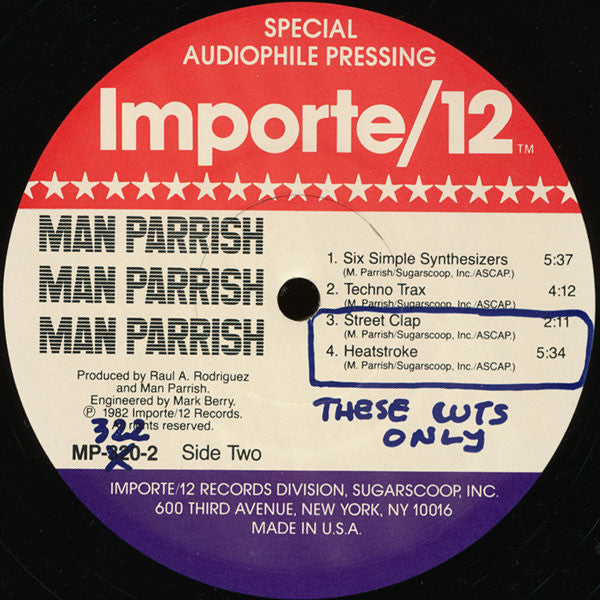 SPECIAL
AUDIOPHILE PRESSING
Importe/12 TM
MAN PARRISH
MAN PARRISH
MAN PARRISH
1. Six Simple Synthesizers 5:37
(M. Parrish/Sugarscoop, Inc./ASCAP.)
2. Techno Trax 4:12
(M. Parrish/Sugarscoop, Inc./ASCAP.)
3. Street Clap 2:11
(M. Parrish/Sugarscoop, Inc./ASCAP.)
4. Heatstroke 5:34
(M. Parrish/Sugarscoop, Inc./ASCAP.)
THESE CUTS
ONLY
Produced by Raul A. Rodriguez
and Man Parrish.
Engineered by Mark Berry.
℗ 1982 Importe/12 Records.
All rights reserved.
322
MP-320-2 Side Two
IMPORTE/12 RECORDS DIVISION, SUGARSCOOP, INC.
600 THIRD AVENUE, NEW YORK, NY 10016
MADE IN U.S.A.